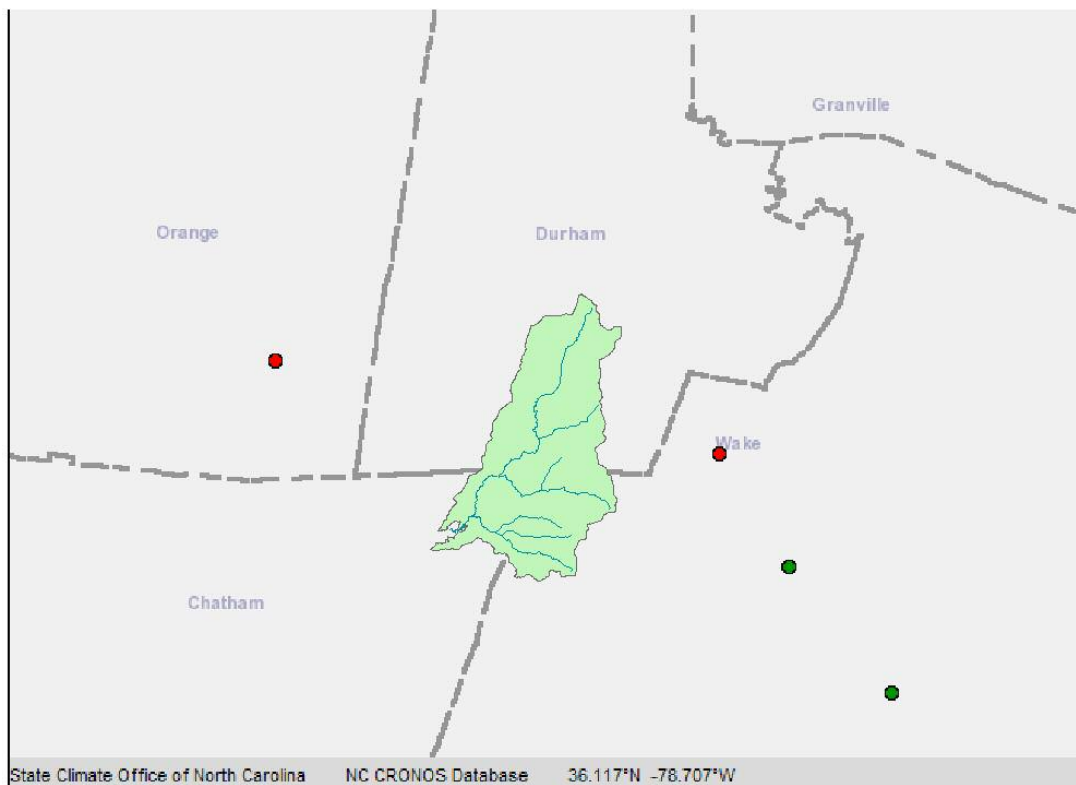 Granville
Orange
Durham
Wake
Chatham
State Climate Office of North Carolina NC CRONOS Database 36.117°N -78.707°W